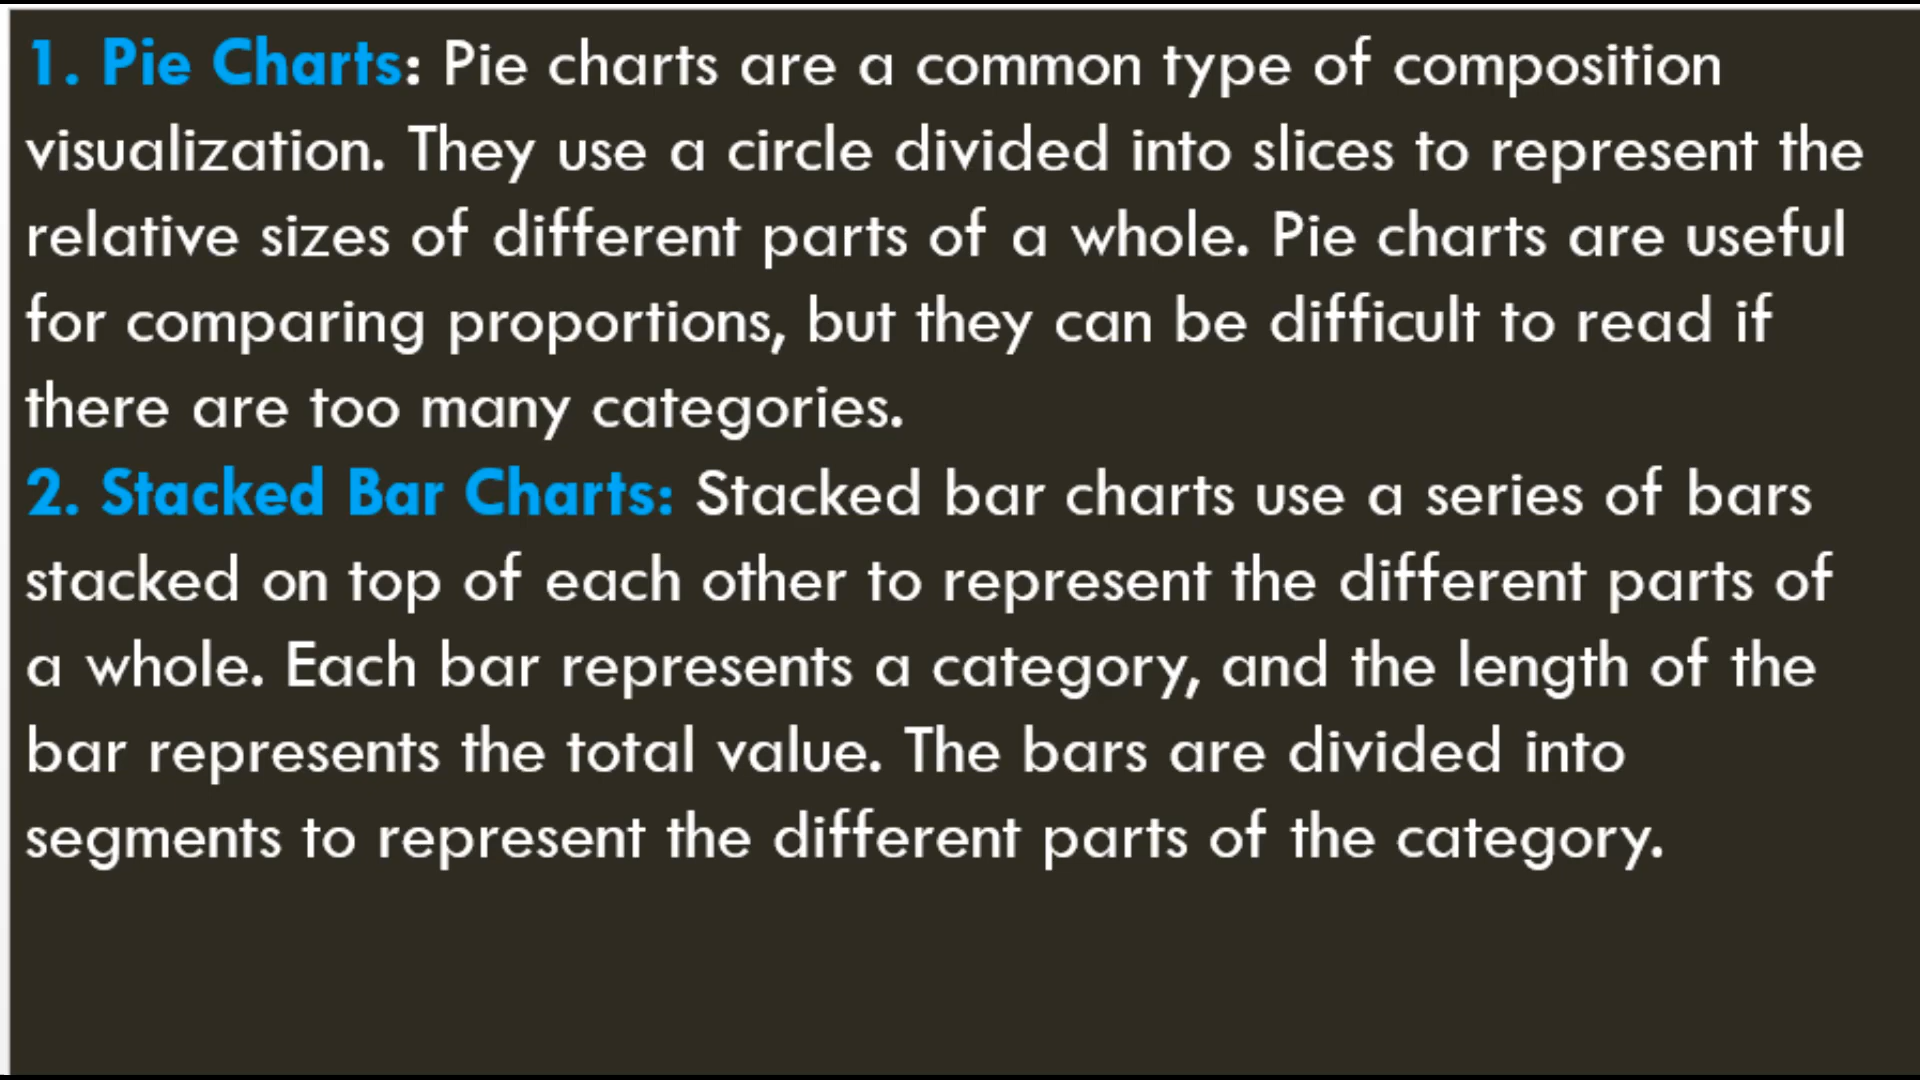 1. Pie Charts: Pie charts are a common type of composition
visualization. They use a circle divided into slices to represent the
relative sizes of different parts of a whole. Pie charts are useful
for comparing proportions, but they can be difficult to read if
there are too many categories.
2. Stacked Bar Charts: Stacked bar charts use a series of bars
stacked on top of each other to represent the different parts of
a whole. Each bar represents a category, and the length of the
bar represents the total value. The bars are divided into
segments to represent the different parts of the category.